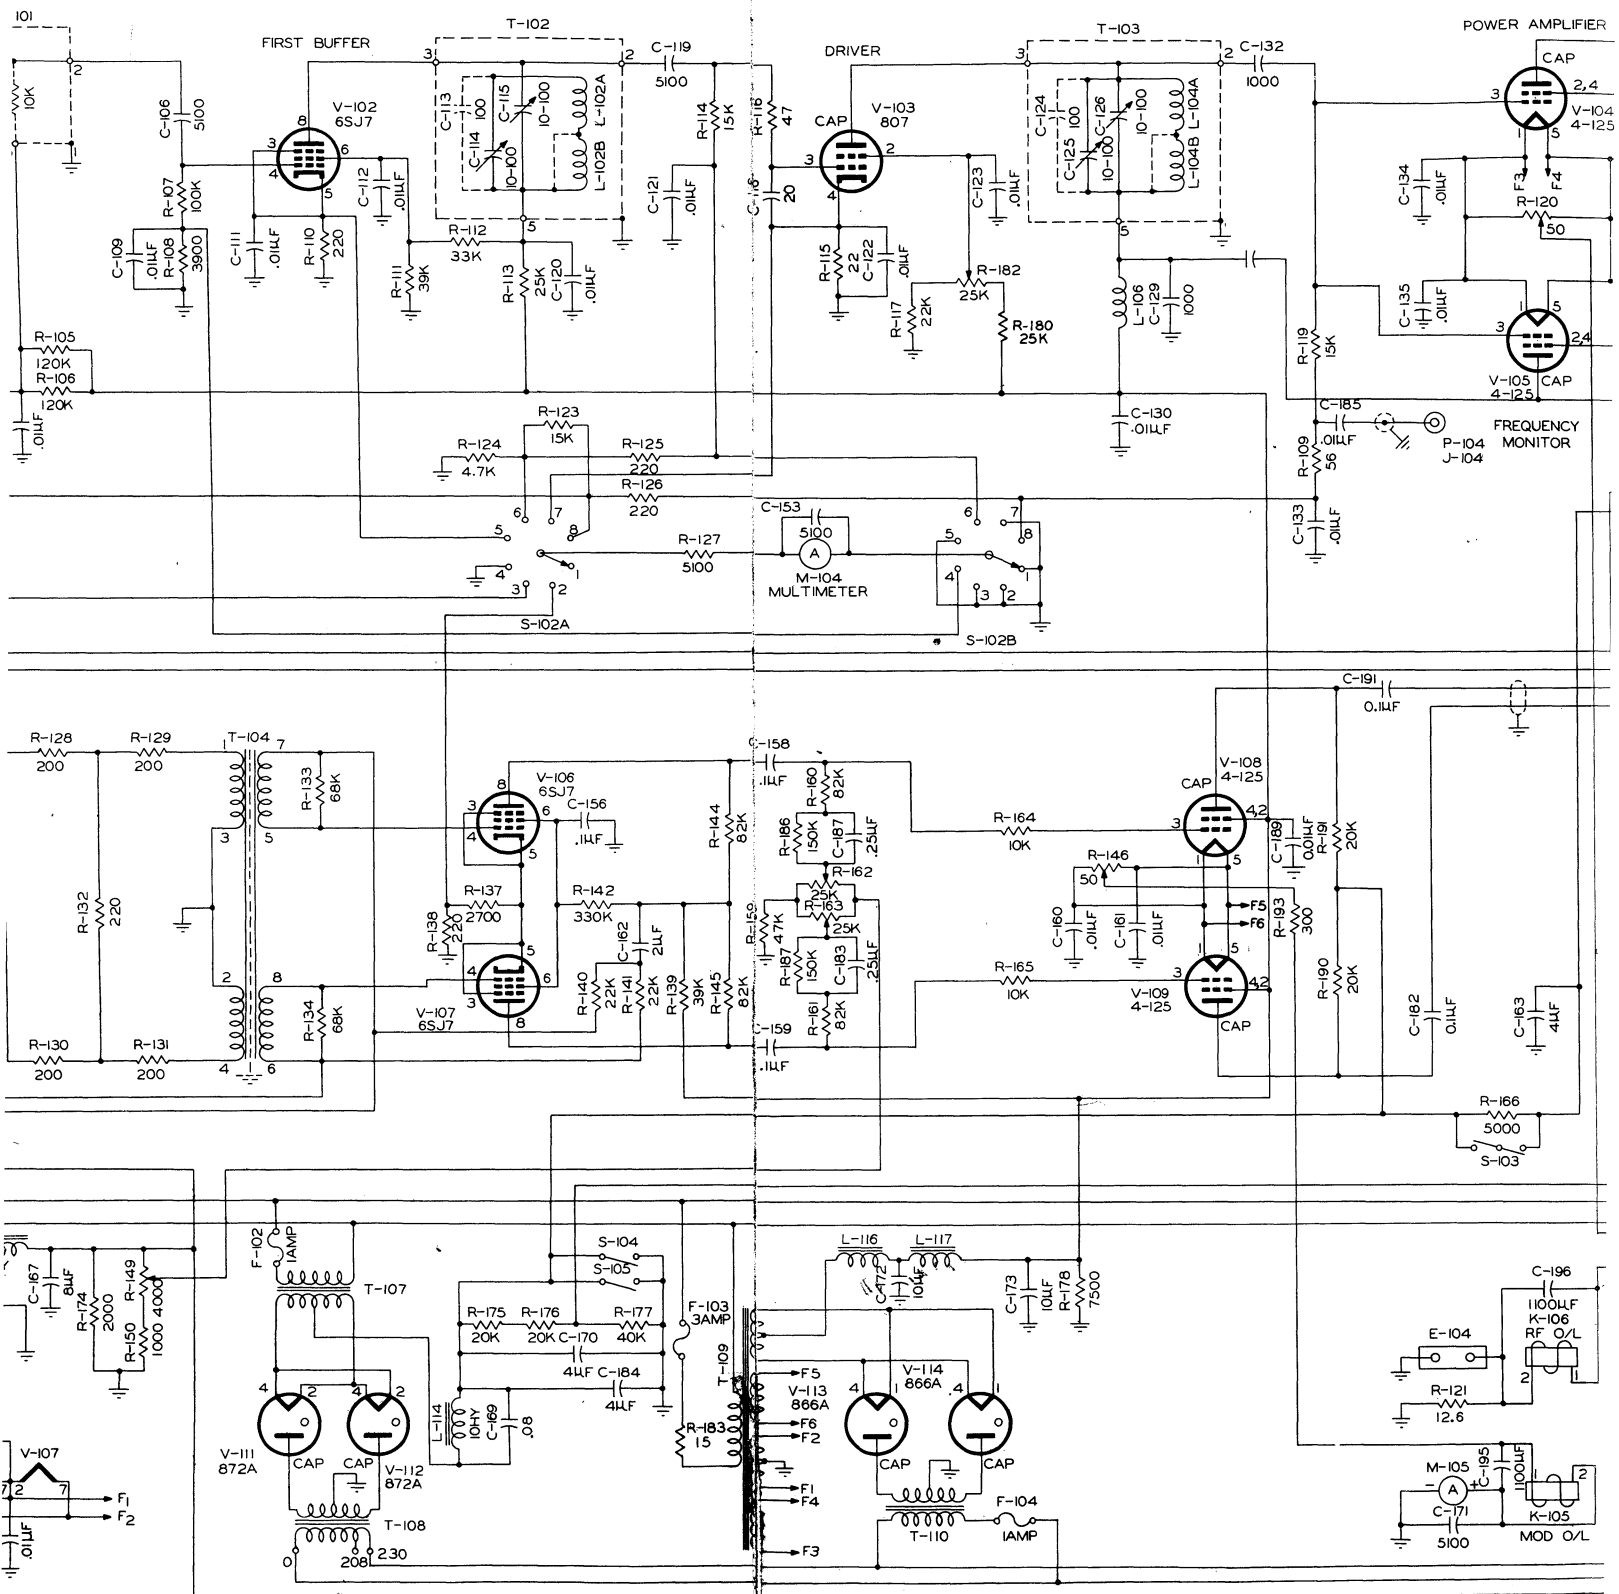 101
T-102
T-103
POWER AMPLIFIER
FIRST BUFFER
DRIVER
CAP
3
2
C-119
5100
3
2
C-132
1000
2
10K
1
C-106
5100
V-102
6SJ7
8
3
4
6
5
C-113
100
C-115
10-100
C-114
10-100
L-102A
L-102B
5
R-114
15K
R-116
47
V-103
807
CAP
3
2
4
C-124
100
C-126
10-100
C-125
10-100
L-104A
L-104B
5
1
3
2,4
V-104
4-125
1
5
F3
F4
R-107
100K
C-112
.01µF
C-121
.01µF
20
C-123
.01µF
C-134
.01µF
R-120
50
C-109
.01µF
R-108
3900
C-111
.01µF
R-110
220
R-112
33K
R-111
39K
R-113
25K
C-120
.01µF
R-115
22
C-122
.01µF
R-182
25K
R-117
22K
R-180
25K
L-106
C-129
1000
C-135
.01µF
1
5
3
2,4
V-105
4-125
CAP
R-105
120K
R-106
120K
.01µF
R-119
15K
C-130
.01µF
C-185
.01µF
P-104
J-104
FREQUENCY
MONITOR
R-109
56
R-123
15K
R-124
4.7K
R-125
220
R-126
220
C-153
5100
C-133
.01µF
6
7
5
8
4
1
3
2
R-127
5100
A
M-104
MULTIMETER
6
7
5
8
4
1
3
2
S-102A
S-102B
C-191
0.1µF
R-128
200
R-129
200
T-104
1
7
3
5
R-133
68K
V-106
6SJ7
8
3
4
6
5
C-156
.1µF
R-144
82K
C-158
.1µF
R-160
82K
R-186
150K
C-187
.25µF
R-162
25K
R-163
25K
R-164
10K
V-108
4-125
CAP
3
4,2
1
5
C-189
0.01µF
R-191
20K
R-146
50
F5
F6
R-193
300
R-132
220
R-137
2700
R-138
220
R-142
330K
C-162
2µF
47K
R-187
150K
C-183
.25µF
C-160
.01µF
C-161
.01µF
2
8
R-134
68K
4
3
5
6
8
V-107
6SJ7
R-140
22K
R-141
22K
R-139
39K
R-145
82K
R-161
82K
R-165
10K
1
5
3
4,2
V-109
4-125
CAP
R-190
20K
C-182
0.1µF
C-163
4µF
R-130
200
R-131
200
4
6
C-159
.1µF
R-166
5000
S-103
F-102
1AMP
S-104
S-105
L-116
L-117
C-167
8µF
R-174
2000
R-149
4000
R-150
1000
T-107
R-175
20K
R-176
20K
R-177
40K
C-170
4µF
C-184
4µF
F-103
3AMP
T-109
10µF
C-173
10µF
R-178
7500
C-196
1100µF
K-106
RF O/L
E-104
2
1
R-121
12.6
4
2
4
2
V-111
872A
CAP
V-112
872A
CAP
L-114
10HY
C-169
.08
R-183
15
F5
V-113
866A
F6
F2
F1
F4
F3
V-114
866A
4
1
4
1
CAP
CAP
V-107
2
7
F1
F2
.01µF
T-108
0
208
230
F-104
1AMP
T-110
C-195
1100µF
M-105
-
A
+
C-171
5100
2
1
K-105
MOD O/L